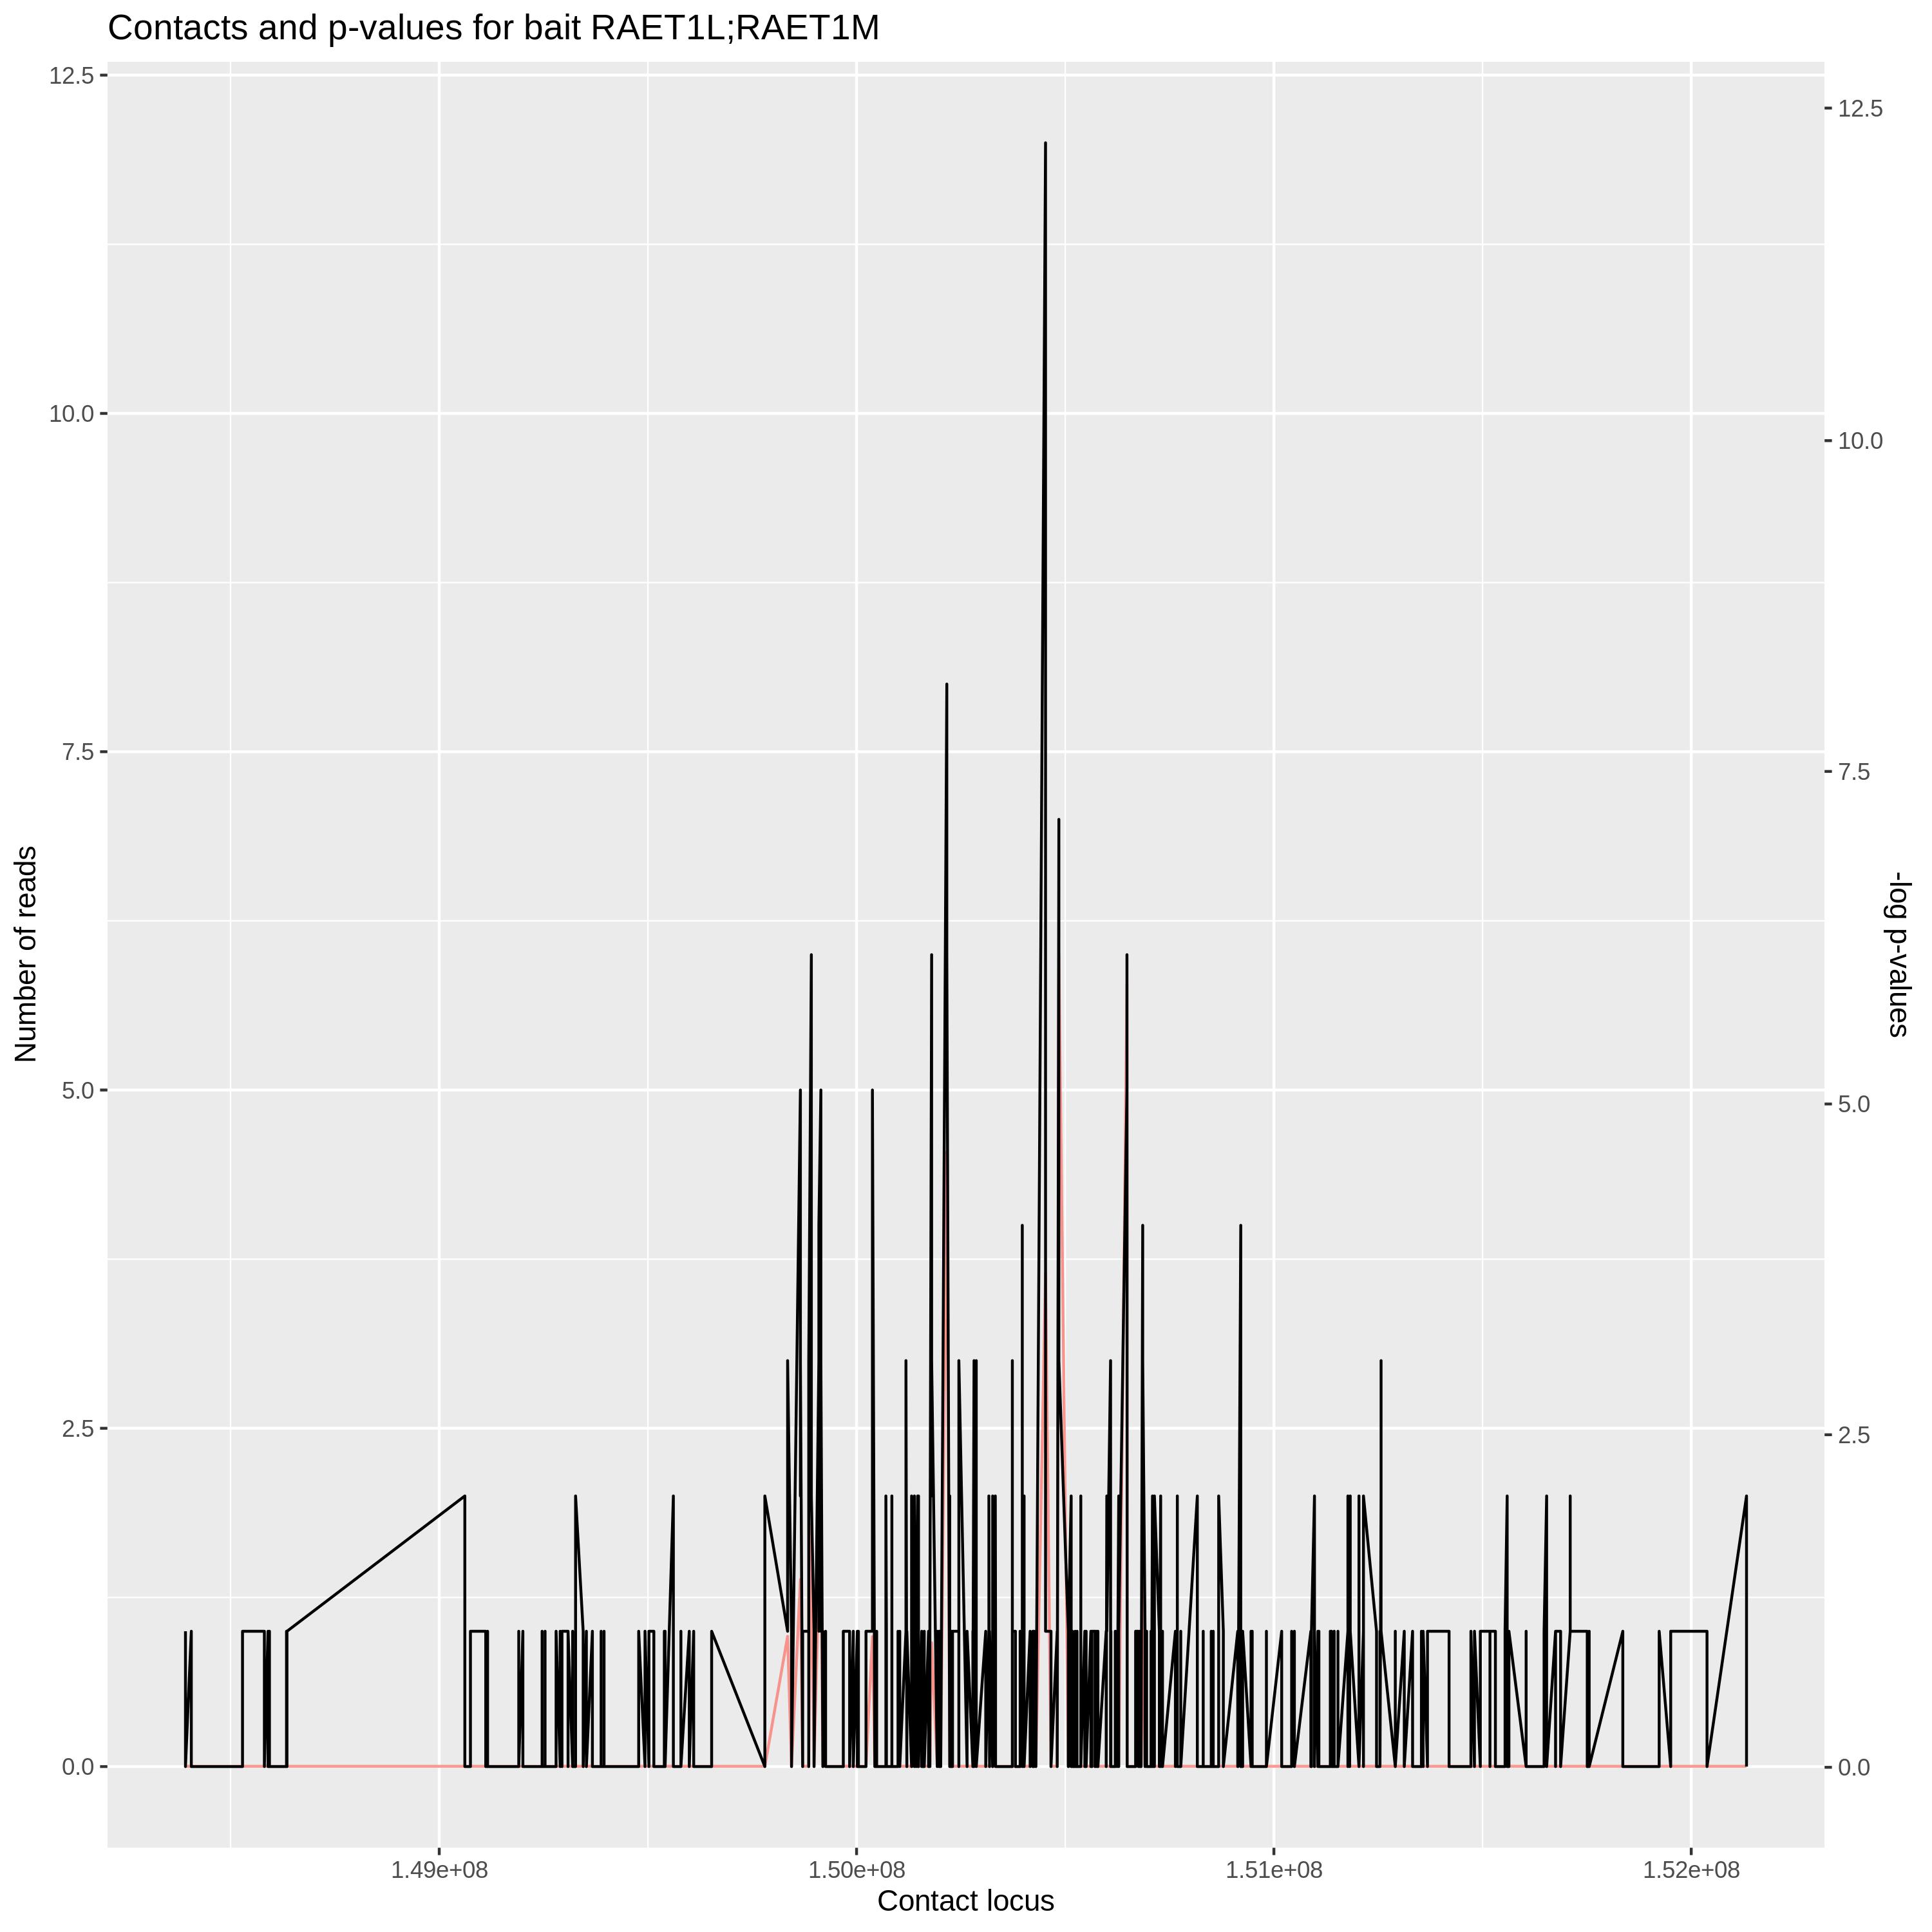 Contacts and p-values for bait RAET1L;RAET1M
12.5
10.0
7.5
5.0
2.5
0.0
Number of reads
12.5
10.0
7.5
5.0
2.5
0.0
-log p-values
1.49e+08
1.50e+08
1.51e+08
1.52e+08
Contact locus